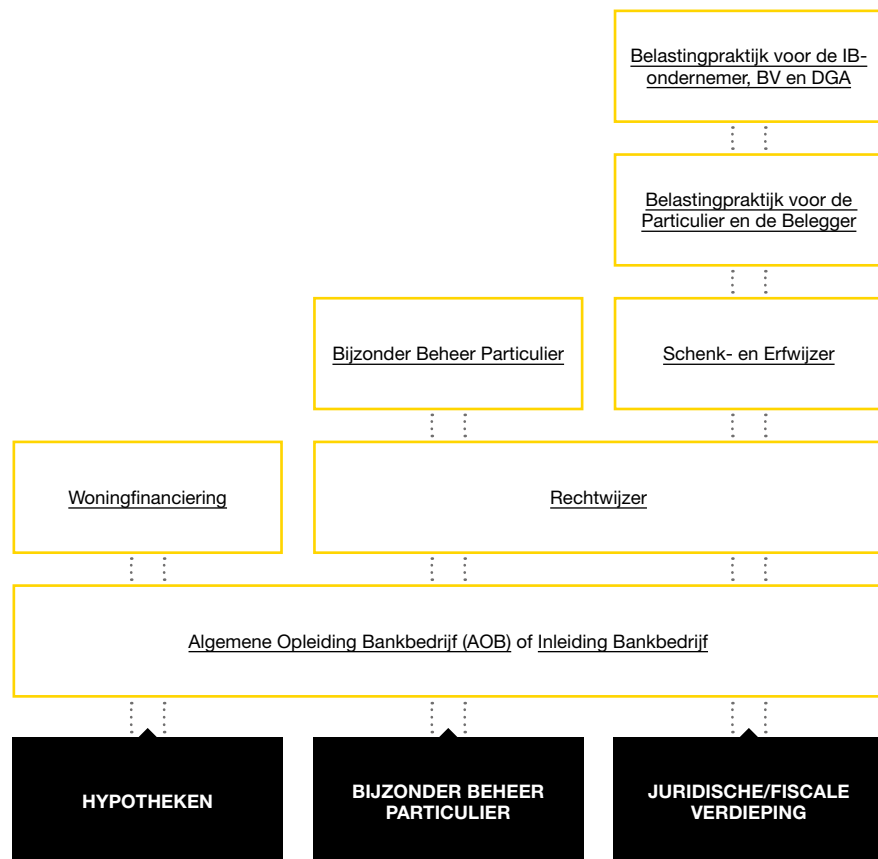 Belastingpraktijk voor de IB-
ondernemer, BV en DGA
Belastingpraktijk voor de
Particulier en de Belegger
Bijzonder Beheer Particulier
Schenk- en Erfwijzer
Woningfinanciering
Rechtwijzer
Algemene Opleiding Bankbedrijf (AOB) of Inleiding Bankbedrijf
HYPOTHEKEN
BIJZONDER BEHEER
PARTICULIER
JURIDISCHE/FISCALE
VERDIEPING